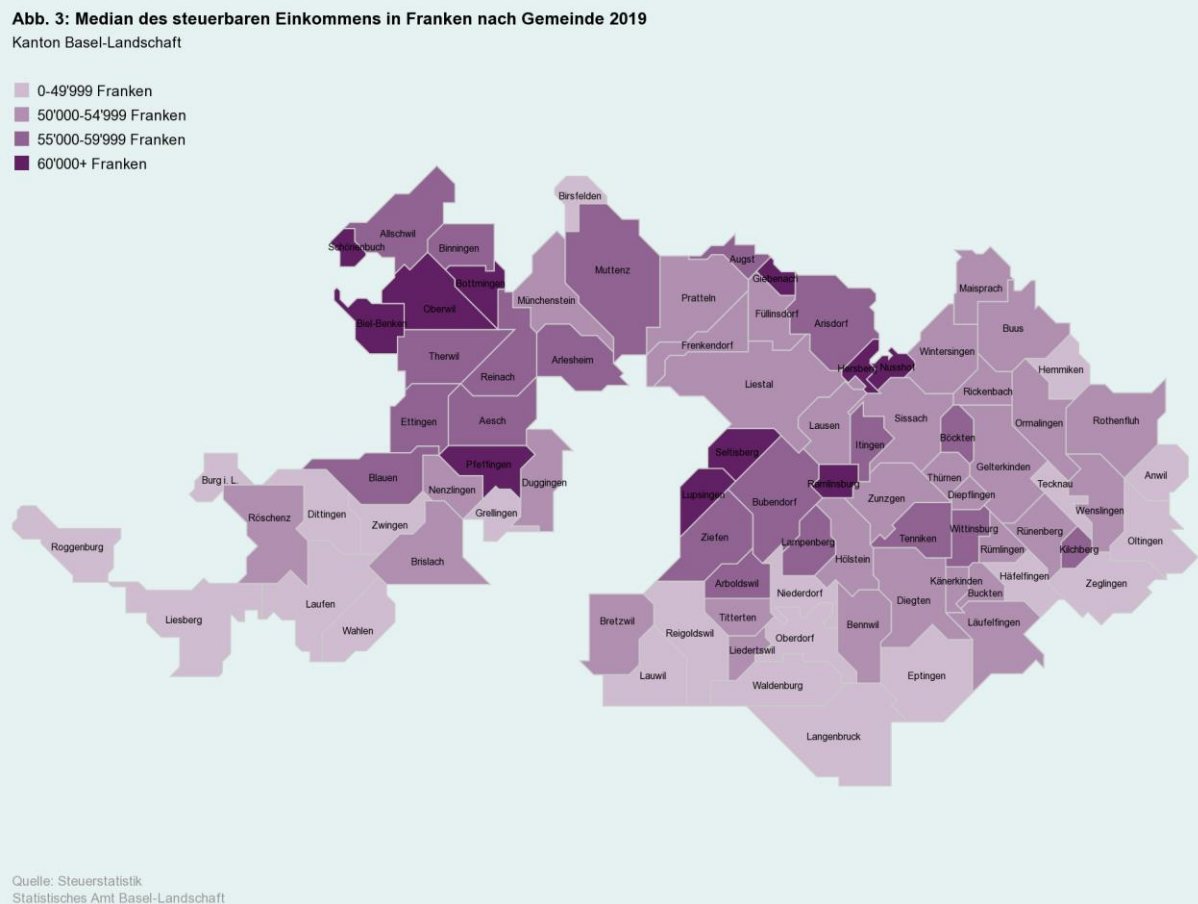 Abb. 3: Median des steuerbaren Einkommens in Franken nach Gemeinde 2019
Kanton Basel-Landschaft
0-49'999 Franken
50'000-54'999 Franken
55'000-59'999 Franken
60'000+ Franken
Birsfelden
Allschwil
Schönenbuch
Binningen
Augst
Muttenz
Giebenach
Bottmingen
Maisprach
Münchenstein
Pratteln
Oberwil
Füllinsdorf
Biel-Benken
Arisdorf
Buus
Frenkendorf
Wintersingen
Therwil
Arlesheim
Hersberg
Nusshof
Hemmiken
Reinach
Liestal
Rickenbach
Ettingen
Aesch
Lausen
Sissach
Ormalingen
Rothenfluh
Itingen
Böckten
Seltisberg
Pfeffingen
Gelterkinden
Blauen
Burg i. L.
Duggingen
Ramlinsburg
Thürnen
Tecknau
Anwil
Nenzlingen
Lupsingen
Bubendorf
Zunzgen
Diepflingen
Röschenz
Dittingen
Grellingen
Wenslingen
Zwingen
Wittinsburg
Rünenberg
Ziefen
Lampenberg
Tenniken
Oltingen
Roggenburg
Rümlingen
Kilchberg
Brislach
Hölstein
Arboldswil
Känerkinden
Häfelfingen
Zeglingen
Niederdorf
Buckten
Laufen
Diegten
Liesberg
Bretzwil
Titterten
Bennwil
Läufelfingen
Wahlen
Reigoldswil
Oberdorf
Liedertswil
Lauwil
Waldenburg
Eptingen
Langenbruck
Quelle: Steuerstatistik
Statistisches Amt Basel-Landschaft